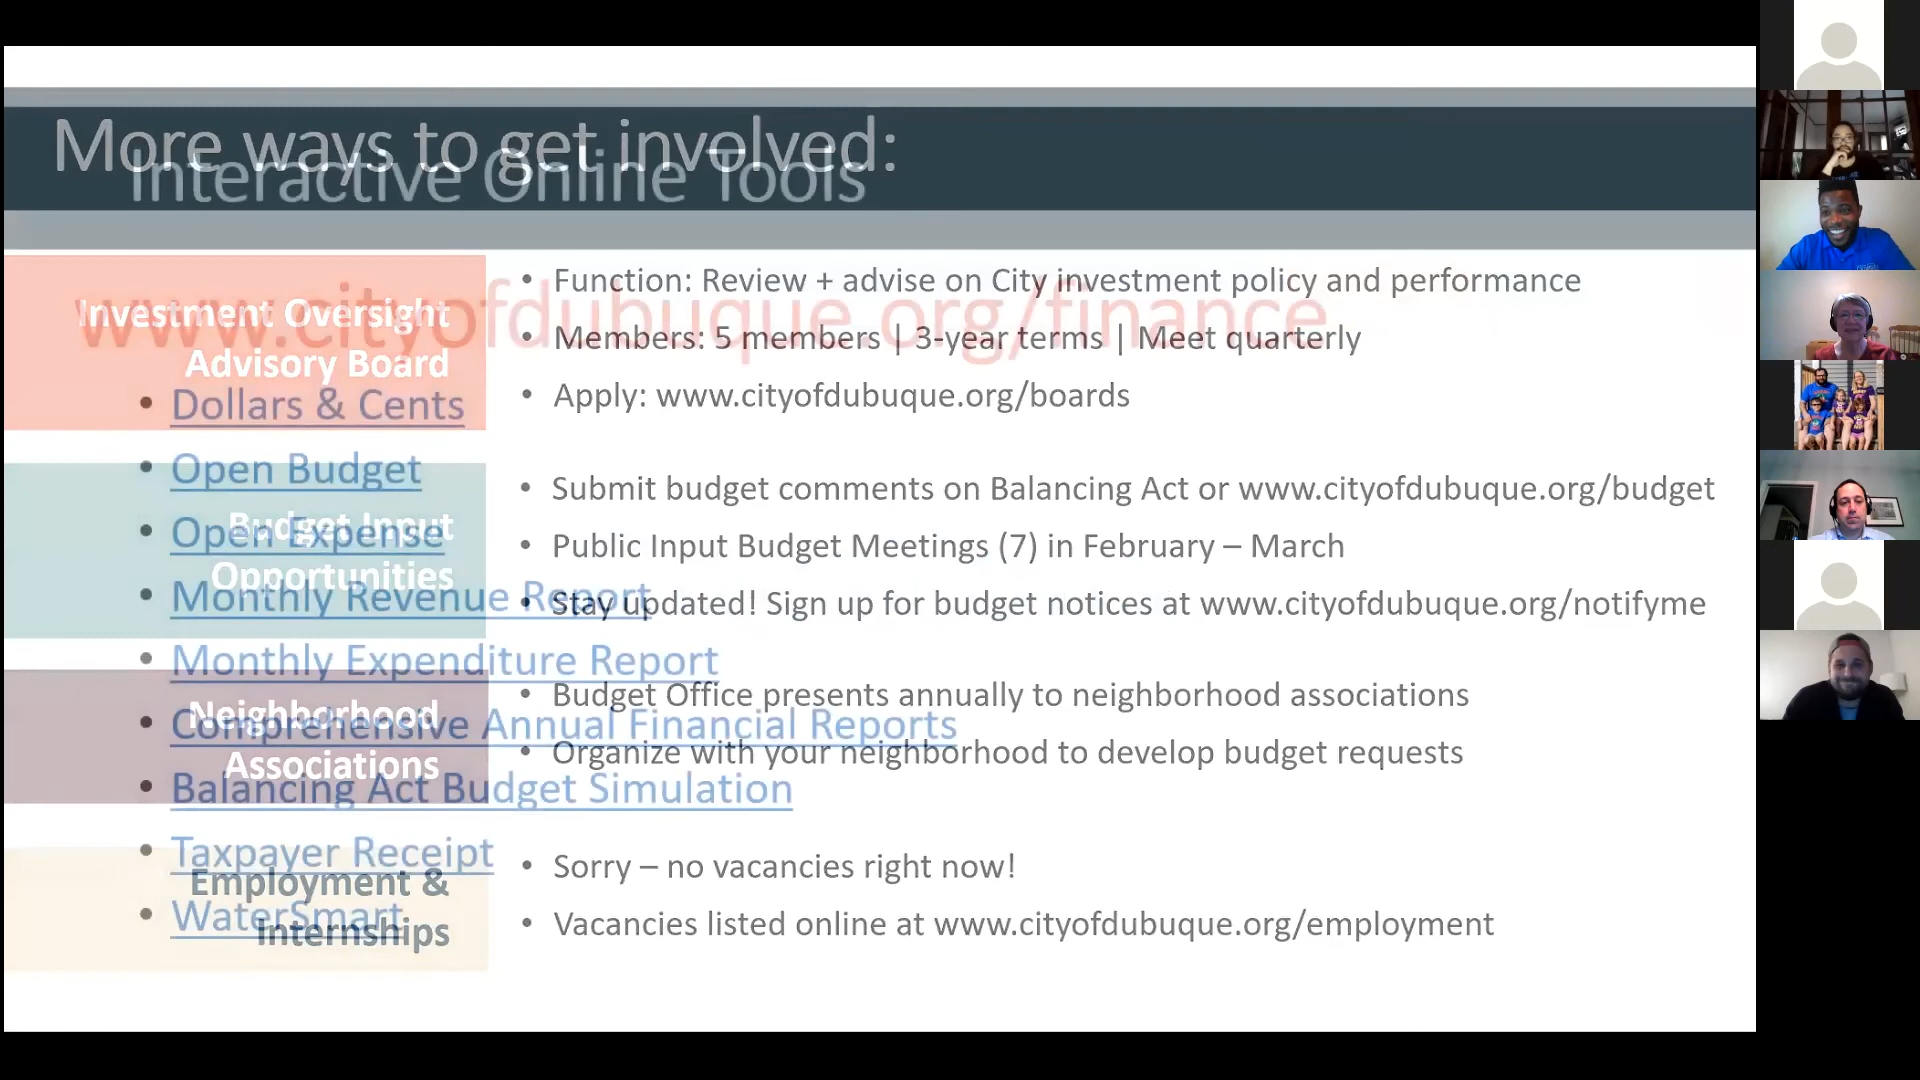 More ways to get involved:
Interactive Online Tools
www.cityofdubuque.org/finance
Investment Oversight
Advisory Board
• Function: Review + advise on City investment policy and performance
• Members: 5 members | 3-year terms | Meet quarterly
• Apply: www.cityofdubuque.org/boards
Budget Input
Opportunities
• Submit budget comments on Balancing Act or www.cityofdubuque.org/budget
• Public Input Budget Meetings (7) in February – March
• Stay updated! Sign up for budget notices at www.cityofdubuque.org/notifyme
Neighborhood
Associations
• Budget Office presents annually to neighborhood associations
• Organize with your neighborhood to develop budget requests
Employment &
Internships
• Sorry – no vacancies right now!
• Vacancies listed online at www.cityofdubuque.org/employment
• Dollars & Cents
• Open Budget
• Open Expense
• Monthly Revenue Report
• Monthly Expenditure Report
• Comprehensive Annual Financial Reports
• Balancing Act Budget Simulation
• Taxpayer Receipt
• WaterSmart